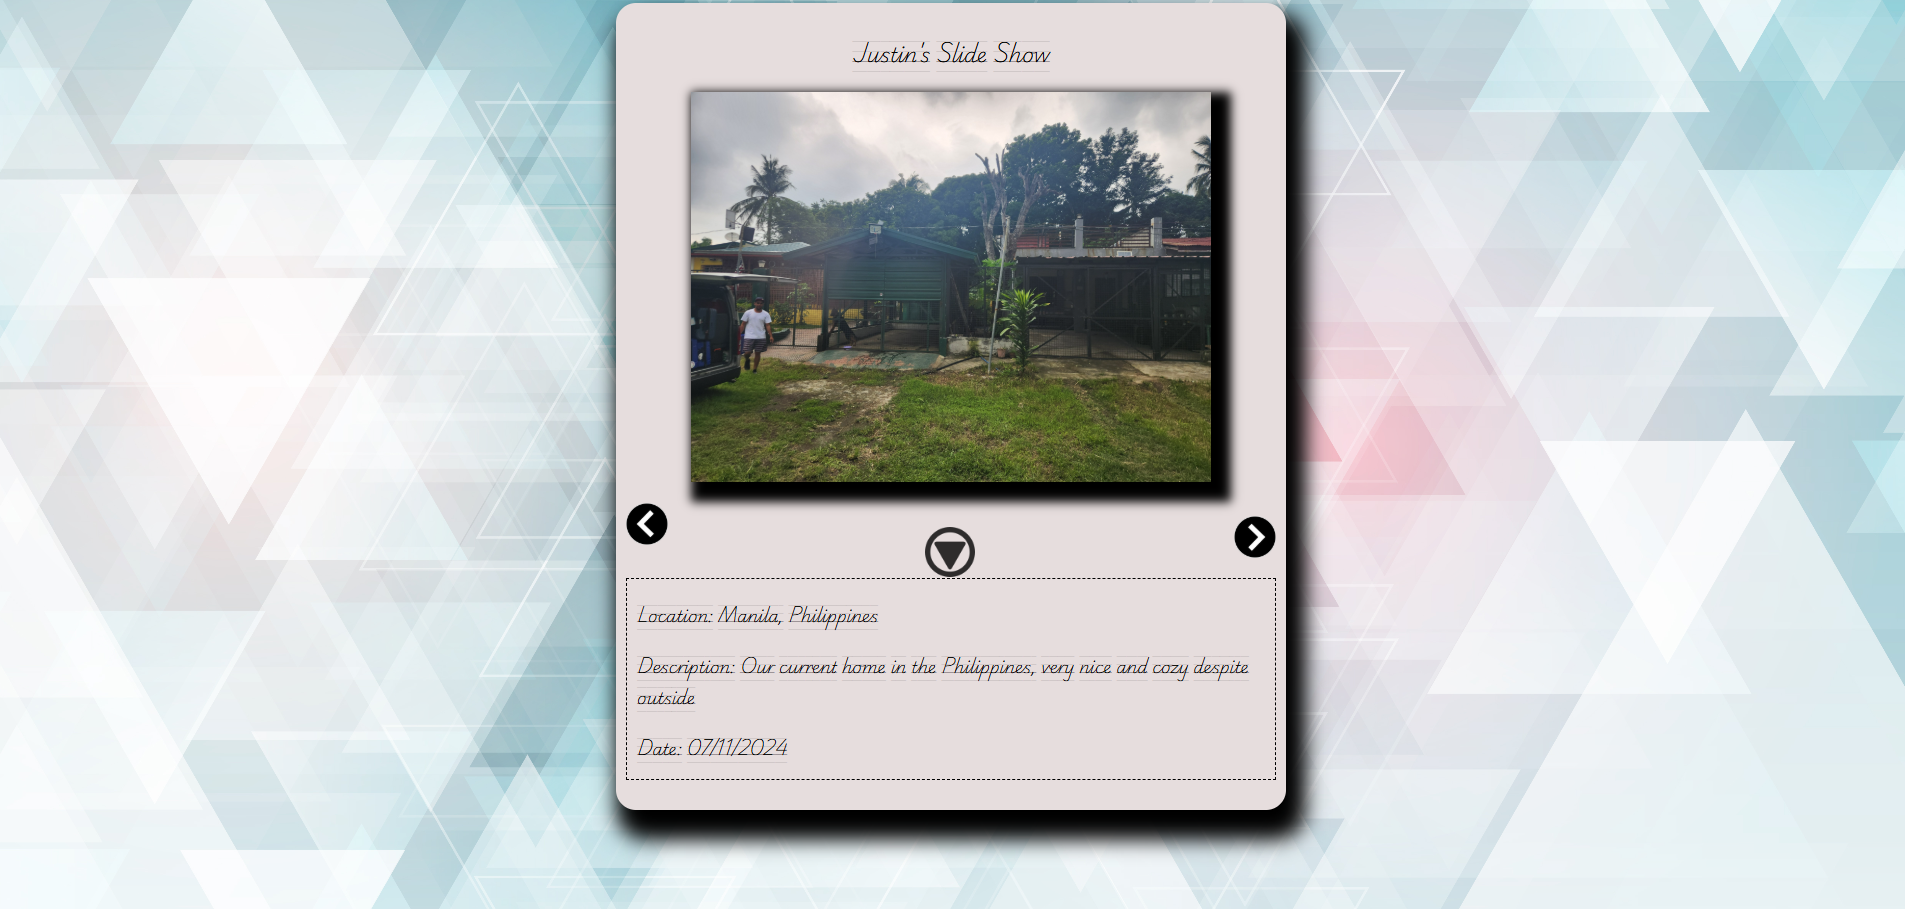 Justin's Slide Show
Location: Manila, Philippines
Description: Our current home in the Philippines, very nice and cozy despite
outside
Date: 07/11/2024